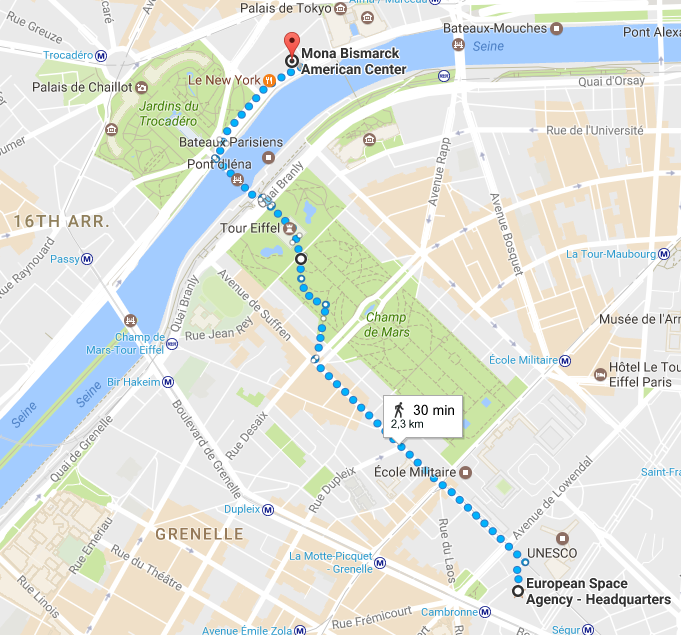 Palais de Tokyo
Rue Greuze
Bateaux-Mouches
Seine
Pont Alexa
Trocadéro
Mona Bismarck
American Center
Le New York
Palais de Chaillot
Quai d'Orsay
Jardins du
Trocadéro
Rue de l'Université
Bateaux Parisiens
Pont d'Iéna
Avenue Rapp
Quai Branly
Avenue Bosquet
16TH ARR.
Tour Eiffel
La Tour-Maubourg
Passy
Rue Raynouard
Quai Branly
Avenue de Suffren
Champ
de Mars
Musée de l'Arm
Rue Jean Rey
Champ de
Mars-Tour Eiffel
École Militaire
Hôtel Le Tou
Eiffel Paris
Bir Hakeim
Seine
Seine
30 min
2,3 km
Boulevard de Grenelle
Rue Desaix
Quai de Grenelle
École Militaire
Saint-Fra
Rue Dupleix
Avenue de Lowendal
Dupleix
GRENELLE
Rue Emeriau
UNESCO
Rue du Théâtre
La Motte-Picquet
- Grenelle
Rue du Laos
European Space
Agency - Headquarters
Rue Linois
Rue Frémicourt
Cambronne
Avenue Émile Zola
Ségur